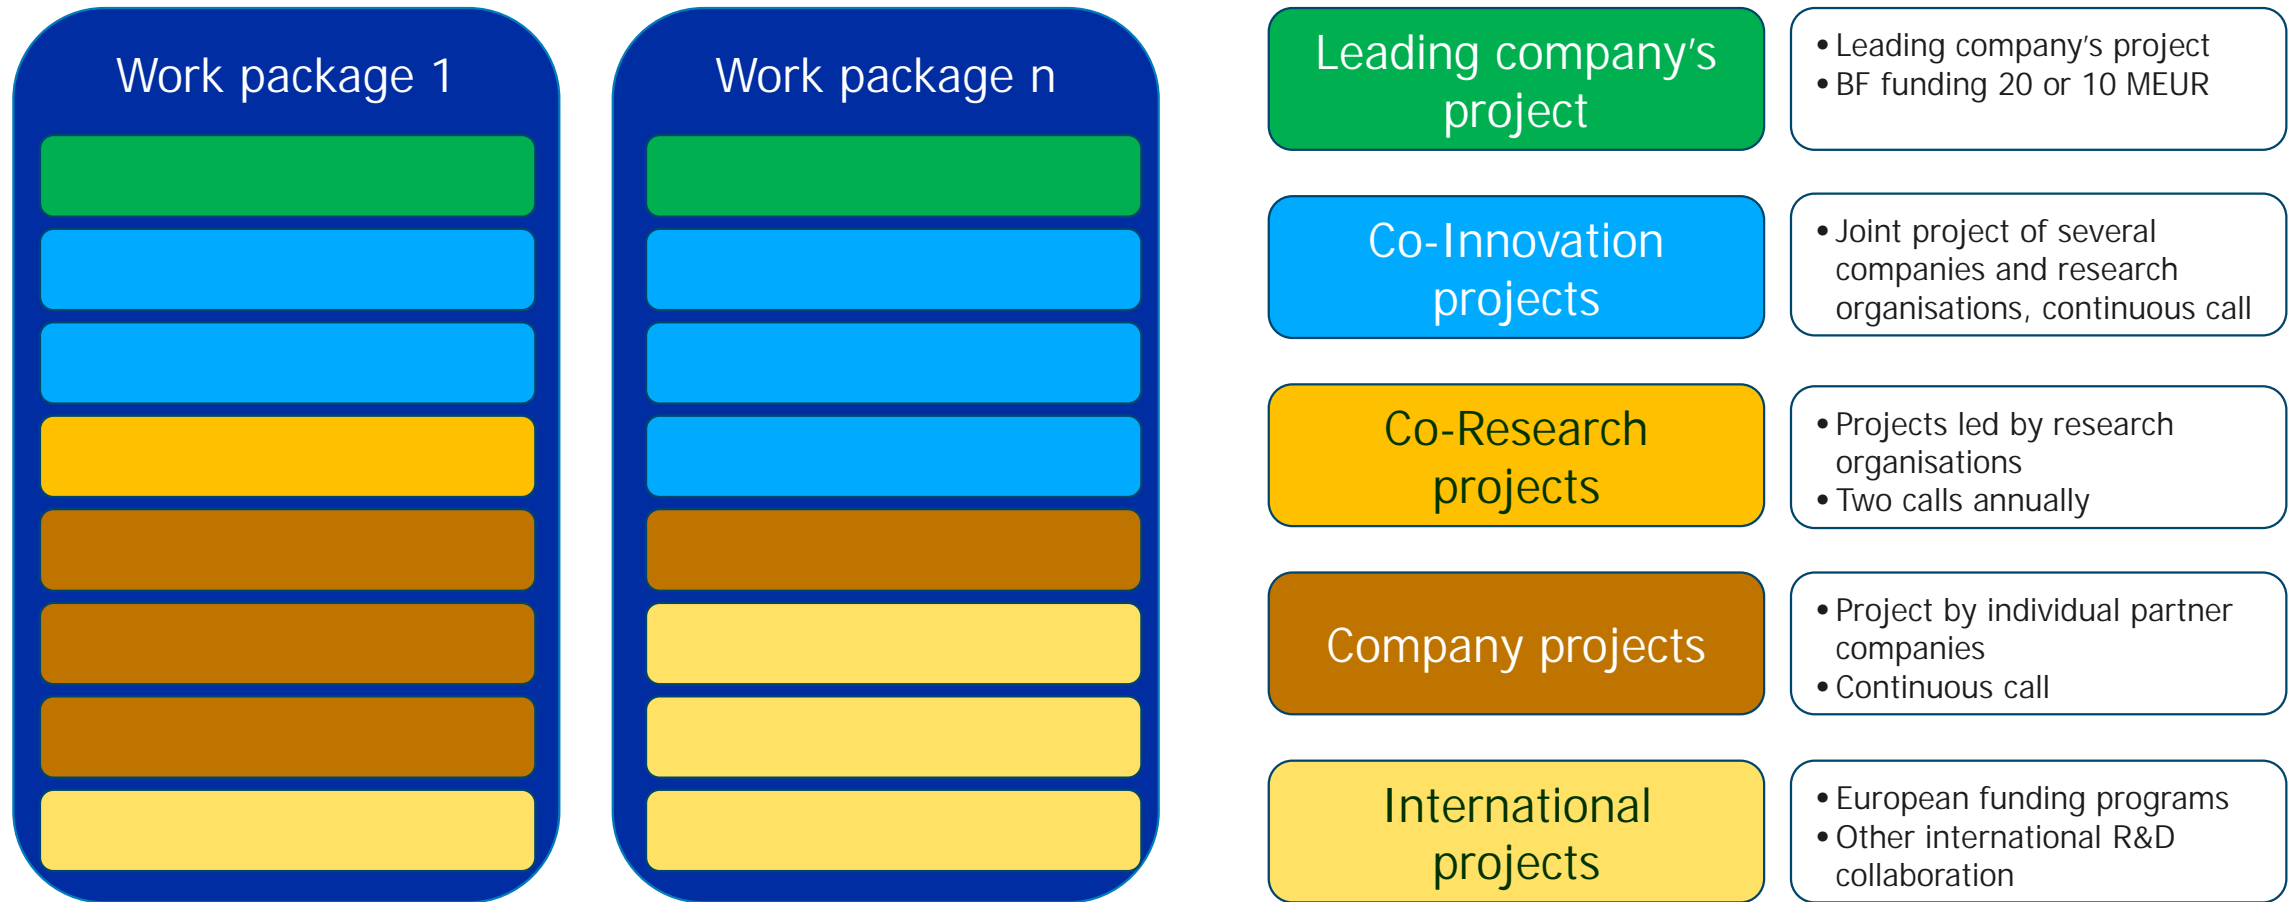 Work package 1
Work package n
Leading company's
project
• Leading company's project
• BF funding 20 or 10 MEUR
Co-Innovation
projects
• Joint project of several
companies and research
organisations, continuous call
Co-Research
projects
• Projects led by research
organisations
• Two calls annually
Company projects
• Project by individual partner
companies
• Continuous call
International
projects
• European funding programs
• Other international R&D
collaboration